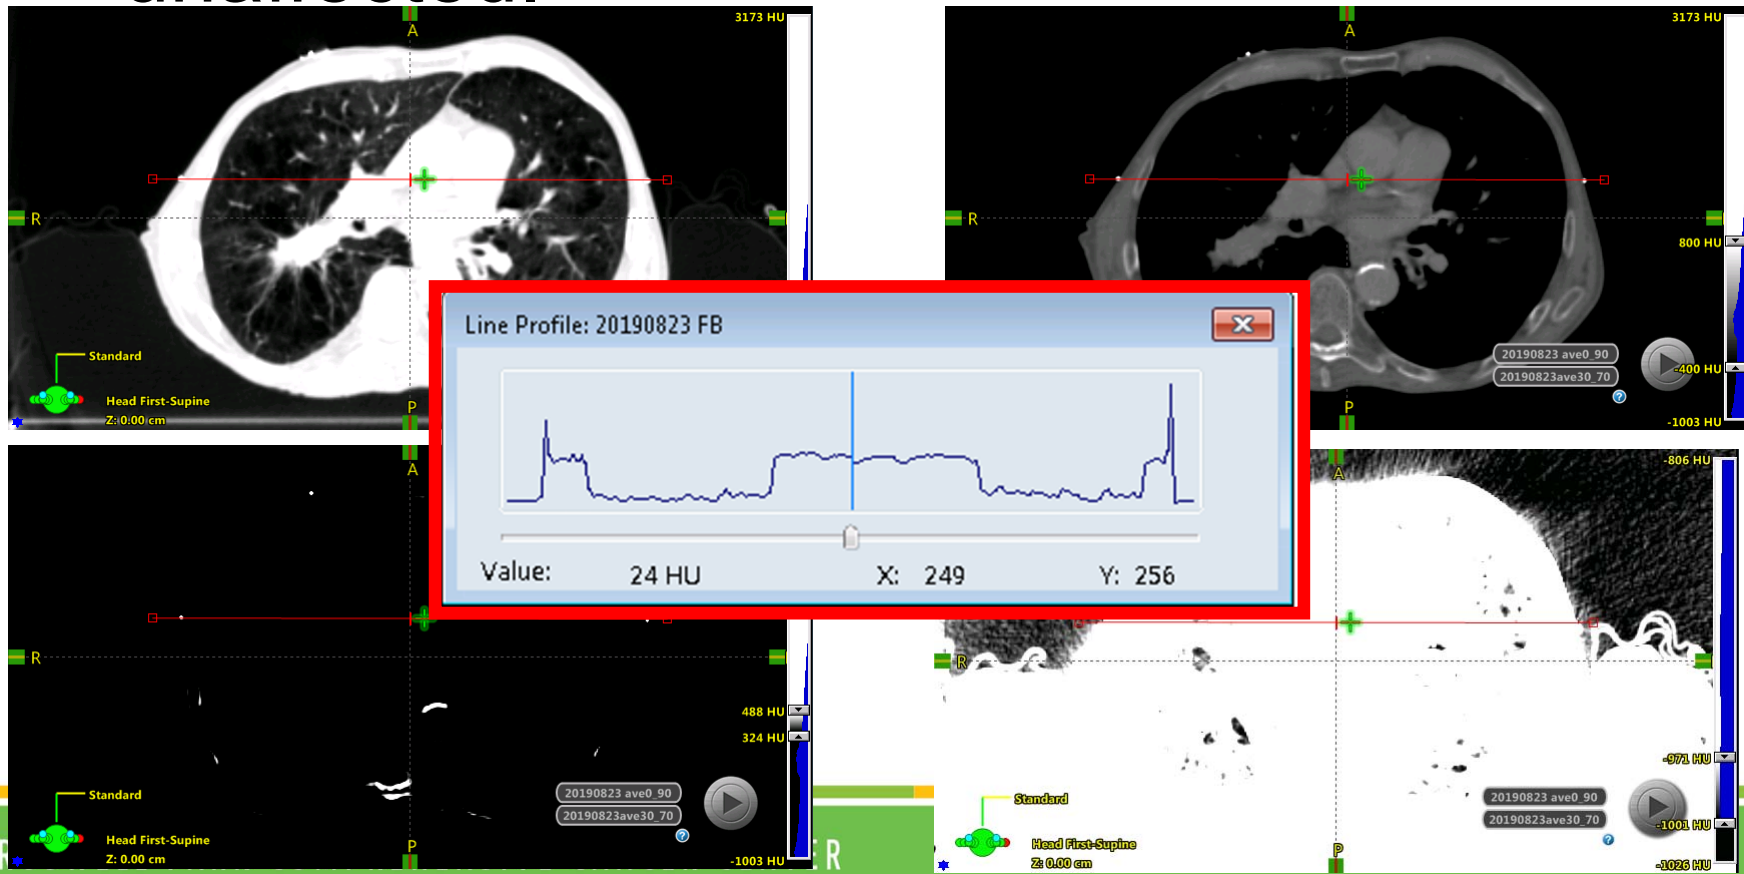 3173 HU
A
R
Standard
Head First-Supine
Z: 0.00 cm
P
3173 HU
A
R
800 HU
20190823 ave0_90
20190823ave30_70
-400 HU
?
P
-1003 HU
Line Profile: 20190823 FB
Value: 24 HU X: 249 Y: 256
A
R
488 HU
324 HU
Standard
20190823 ave0_90
20190823ave30_70
?
Head First-Supine
Z: 0.00 cm
P
-1003 HU
-806 HU
A
R
-971 HU
Standard
20190823 ave0_90
20190823ave30_70
-1001 HU
?
Head First-Supine
Z: 0.00 cm
P
-1026 HU
R